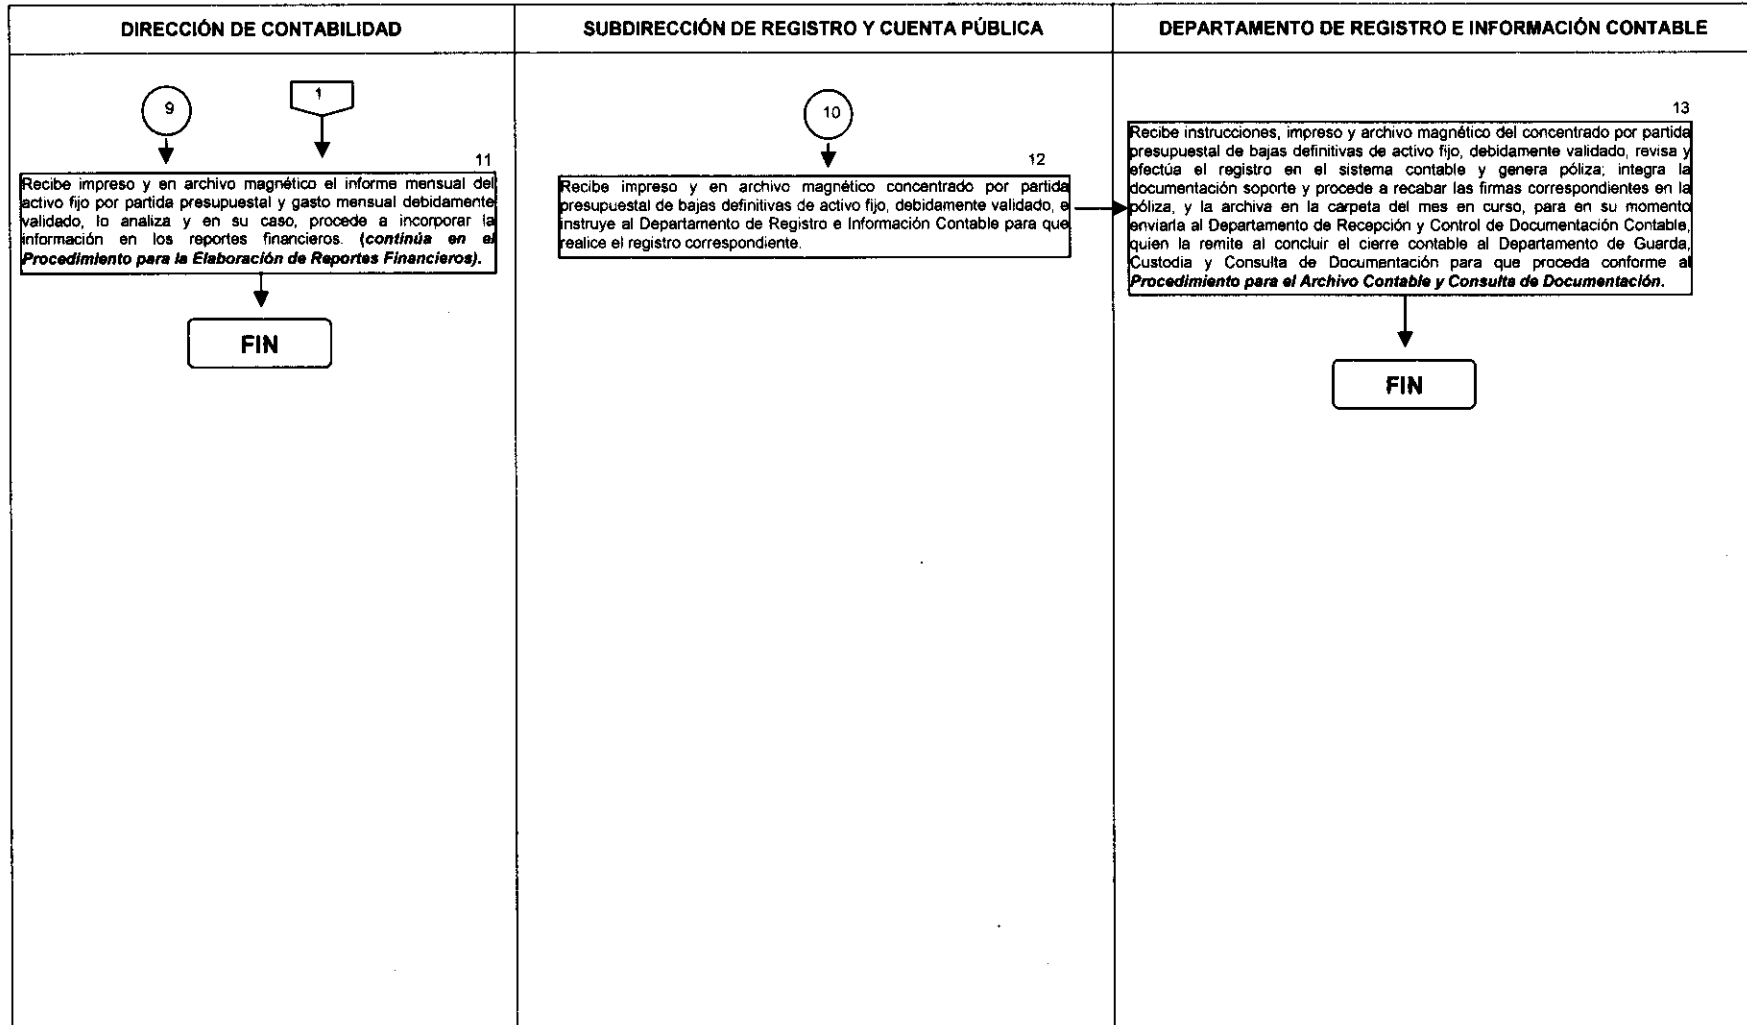 DIRECCIÓN DE CONTABILIDAD
SUBDIRECCIÓN DE REGISTRO Y CUENTA PÚBLICA
DEPARTAMENTO DE REGISTRO E INFORMACIÓN CONTABLE
9
1
11
Recibe impreso y en archivo magnético el informe mensual del
activo fijo por partida presupuestal y gasto mensual debidamente
validado, lo analiza y en su caso, procede a incorporar la
información en los reportes financieros. (continúa en el
Procedimiento para la Elaboración de Reportes Financieros).
FIN
10
12
Recibe impreso y en archivo magnético concentrado por partida
presupuestal de bajas definitivas de activo fijo, debidamente validado, e
instruye al Departamento de Registro e Información Contable para que
realice el registro correspondiente.
13
Recibe instrucciones, impreso y archivo magnético del concentrado por partida
presupuestal de bajas definitivas de activo fijo, debidamente validado, revisa y
efectúa el registro en el sistema contable y genera póliza; integra la
documentación soporte y procede a recabar las firmas correspondientes en la
póliza, y la archiva en la carpeta del mes en curso, para en su momento
enviarla al Departamento de Recepción y Control de Documentación Contable,
quien la remite al concluir el cierre contable al Departamento de Guarda,
Custodia y Consulta de Documentación para que proceda conforme al
Procedimiento para el Archivo Contable y Consulta de Documentación.
FIN